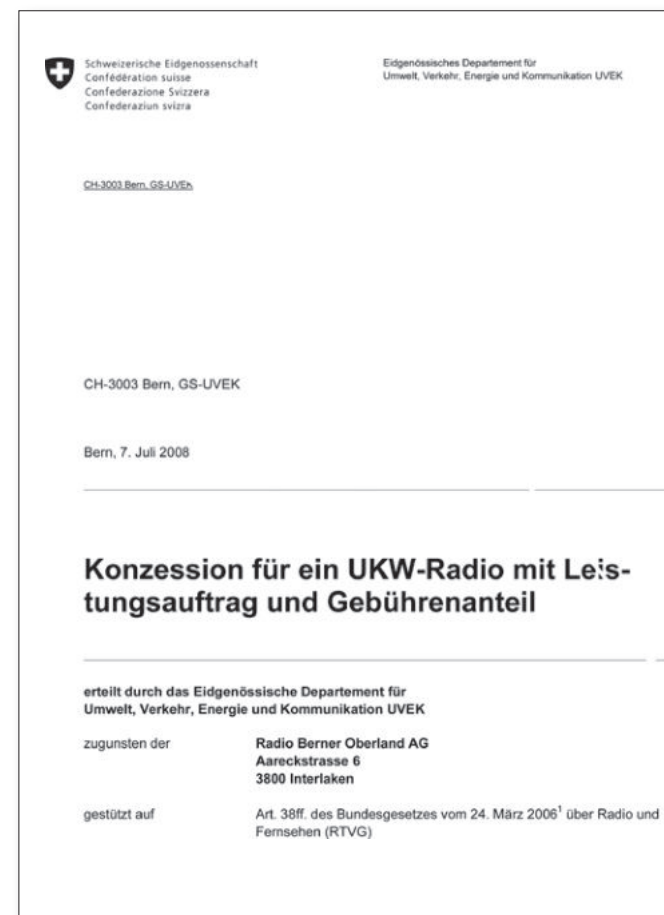 Schweizerische Eidgenossenschaft
Confédération suisse
Confederazione Svizzera
Confederaziun svizra
Eidgenössisches Departement für
Umwelt, Verkehr, Energie und Kommunikation UVEK
CH-3003 Bern, GS-UVEK
CH-3003 Bern, GS-UVEK
Bern, 7. Juli 2008
Konzession für ein UKW-Radio mit Leis-
tungsauftrag und Gebührenanteil
erteilt durch das Eidgenössische Departement für
Umwelt, Verkehr, Energie und Kommunikation UVEK
zugunsten der Radio Berner Oberland AG
Aareckstrasse 6
3800 Interlaken
gestützt auf Art. 38ff. des Bundesgesetzes vom 24. März 2006¹ über Radio und
Fernsehen (RTVG)